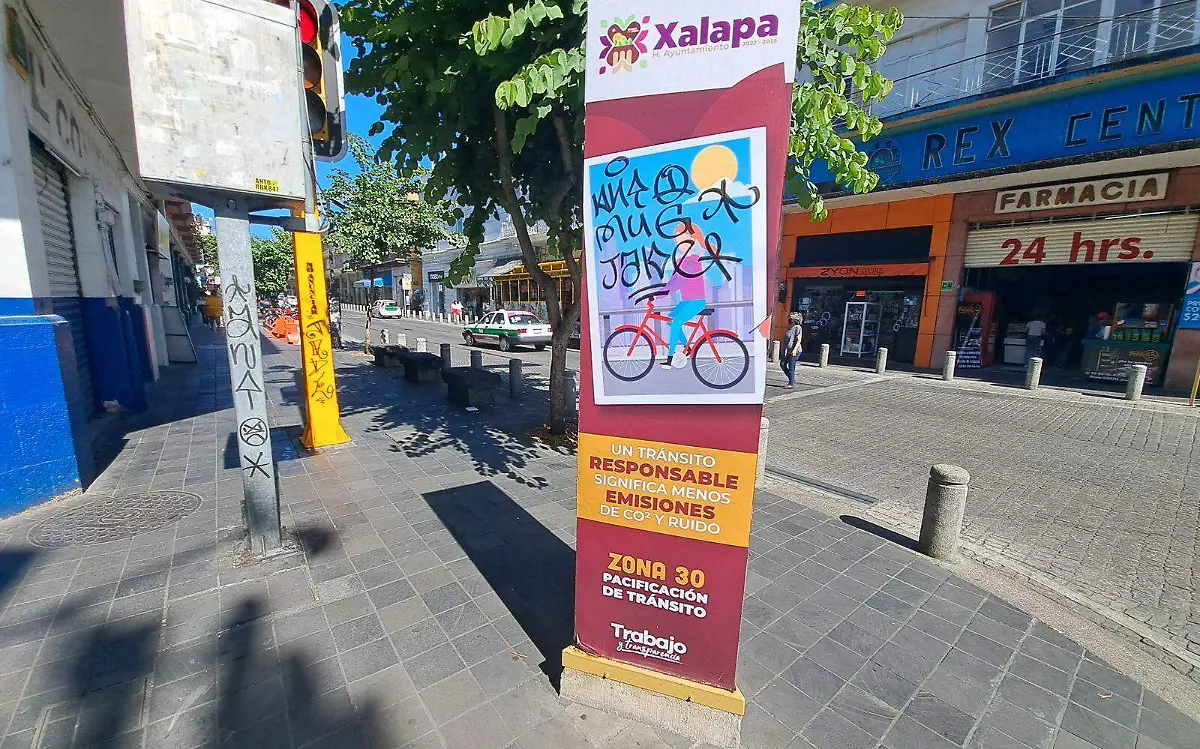 Xalapa
H. Ayuntamiento 2022 - 2025
UN TRÁNSITO
RESPONSABLE
SIGNIFICA MENOS
EMISIONES
DE CO² Y RUIDO
ZONA 30
PACIFICACIÓN
DE TRÁNSITO
Trabajo
y transparencia
REX CENT
FARMACIA
24 hrs.
ZYON STORE